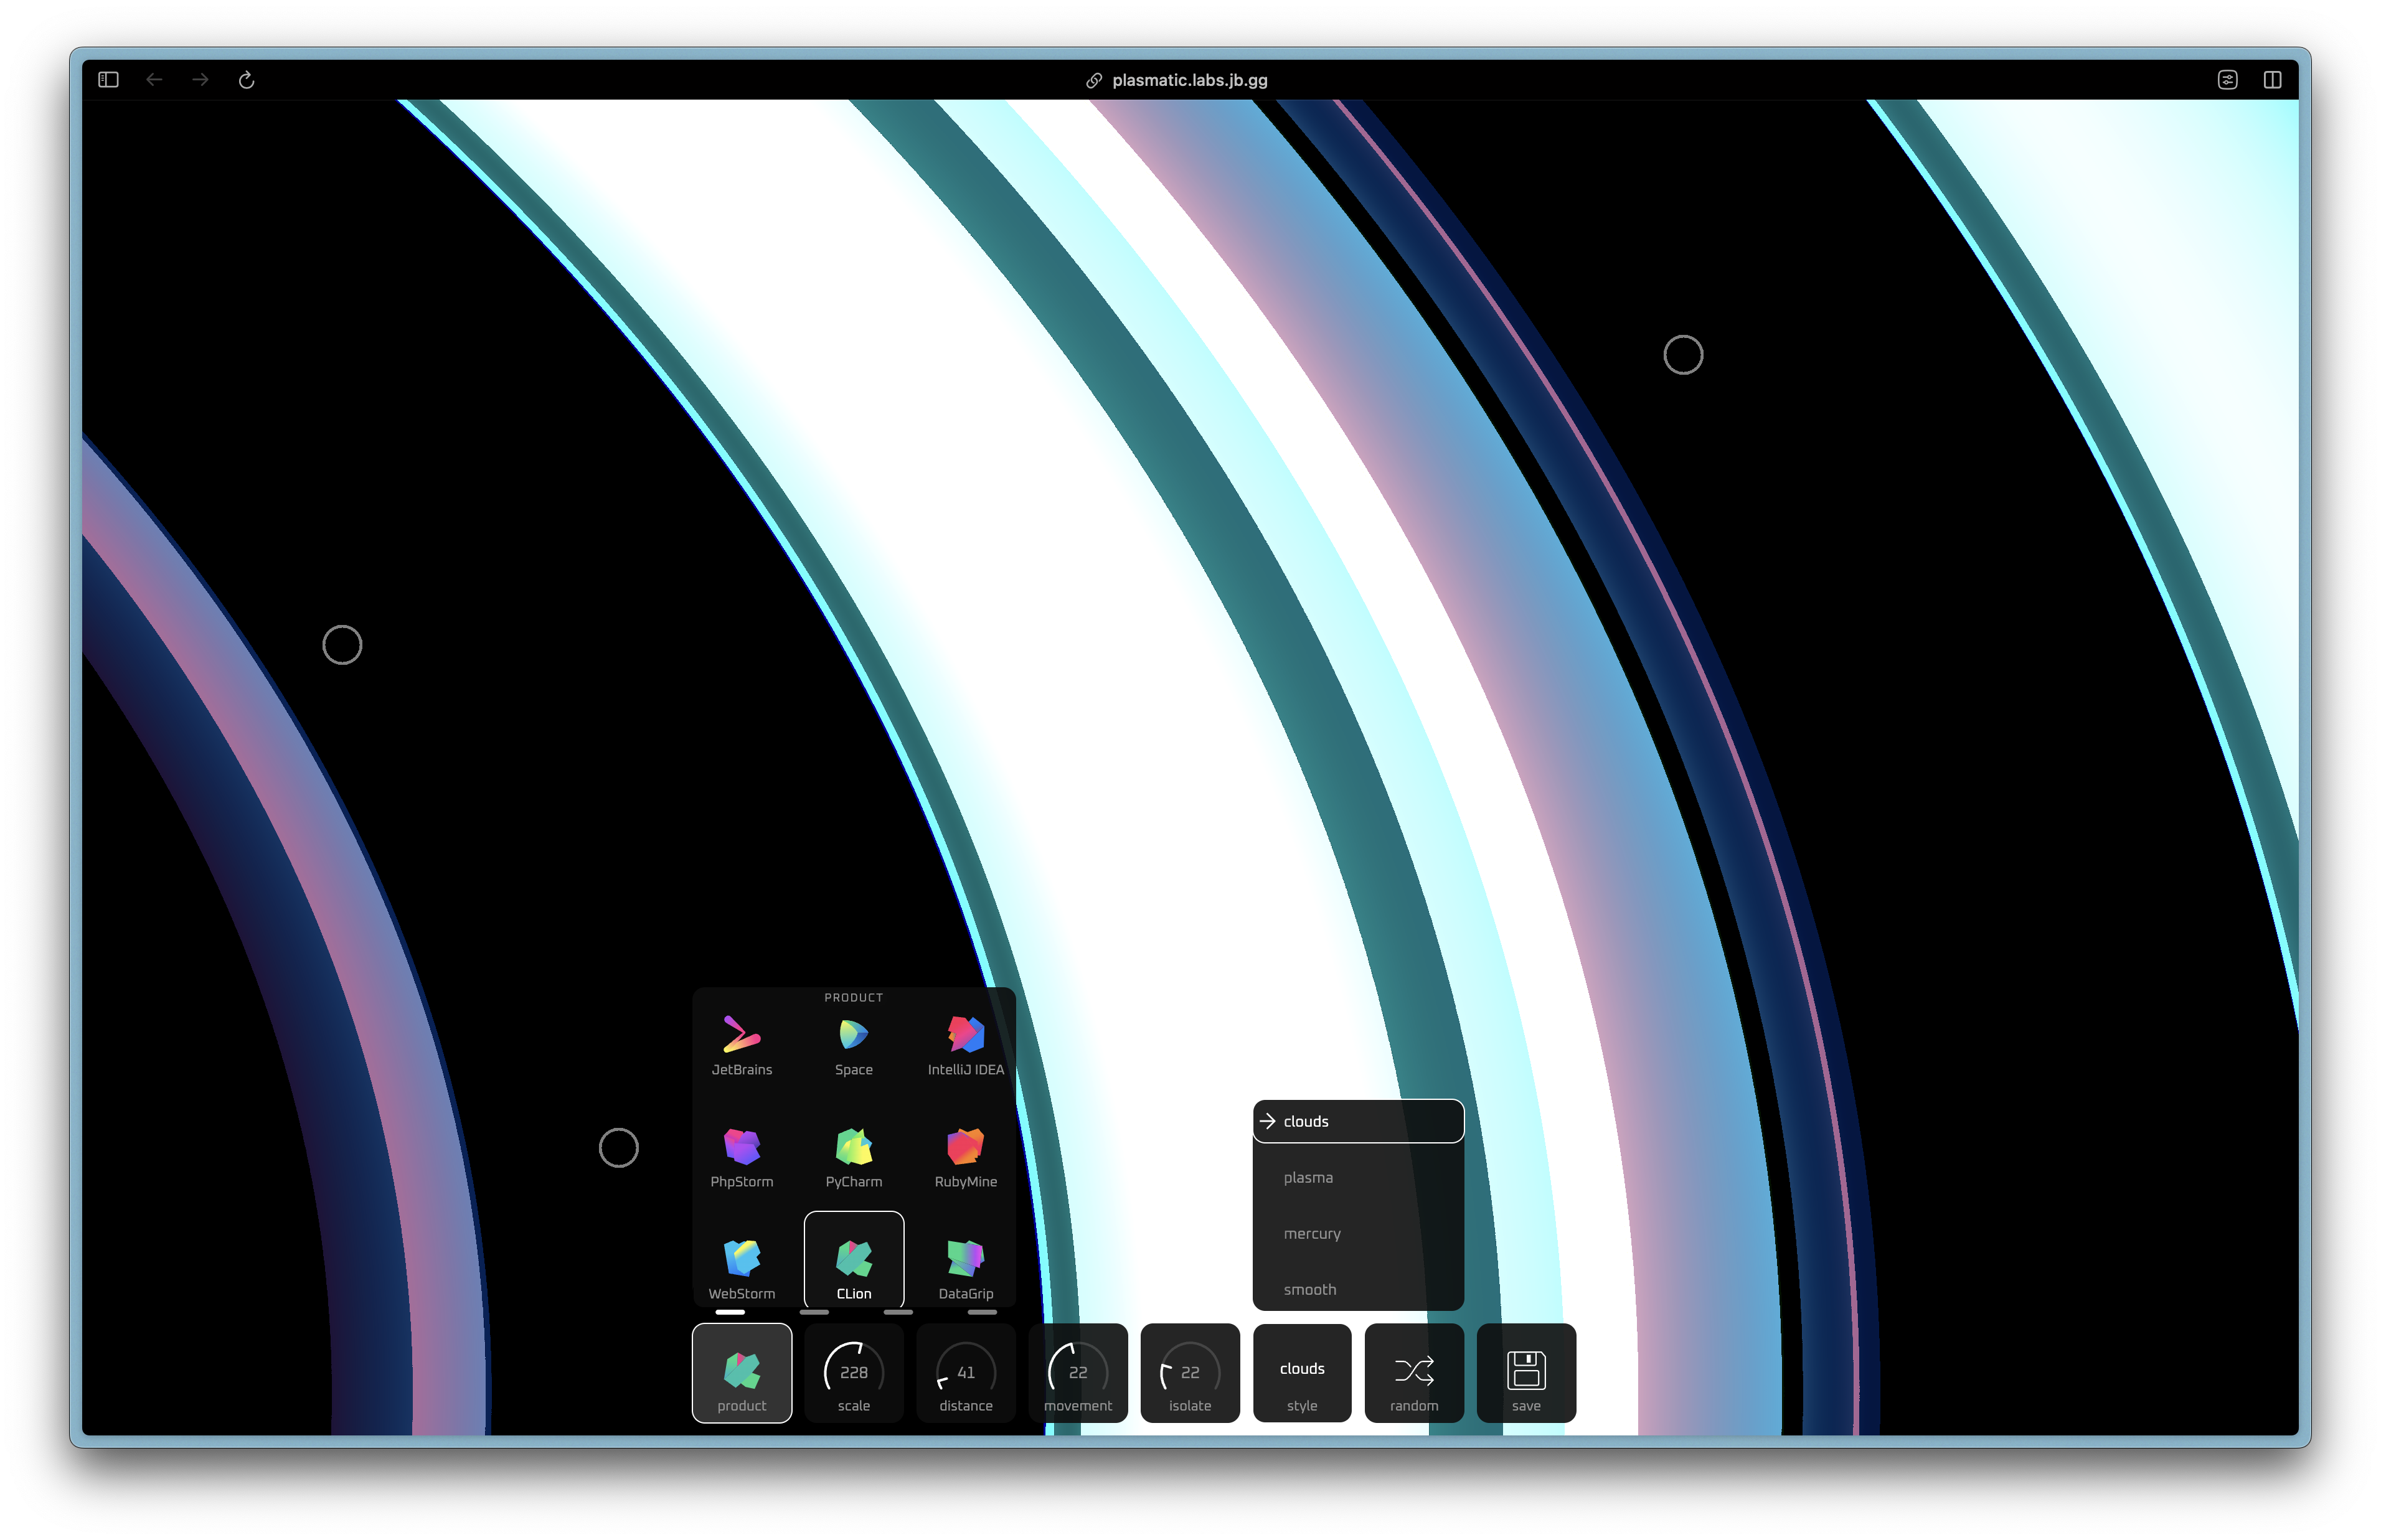 plasmatic.labs.jb.gg
PRODUCT
JetBrains Space IntelliJ IDEA
PhpStorm PyCharm RubyMine
WebStorm CLion DataGrip
clouds
plasma
mercury
smooth
228 41 22 22 clouds
product scale distance movement isolate style random save